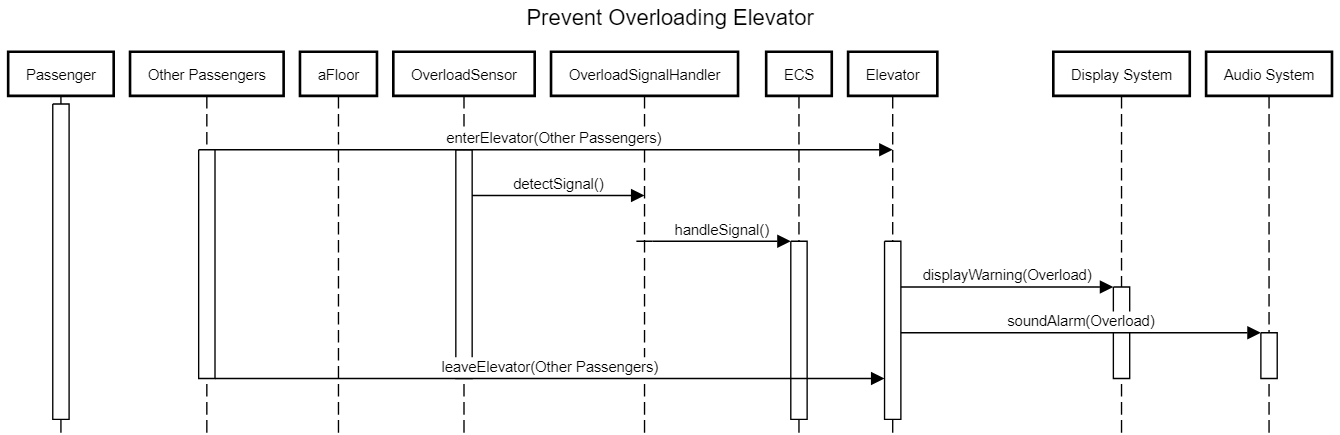 Prevent Overloading Elevator
Passenger
Other Passengers
aFloor
OverloadSensor
OverloadSignalHandler
ECS
Elevator
Display System
Audio System
enterElevator(Other Passengers)
detectSignal()
handleSignal()
displayWarning(Overload)
soundAlarm(Overload)
leaveElevator(Other Passengers)